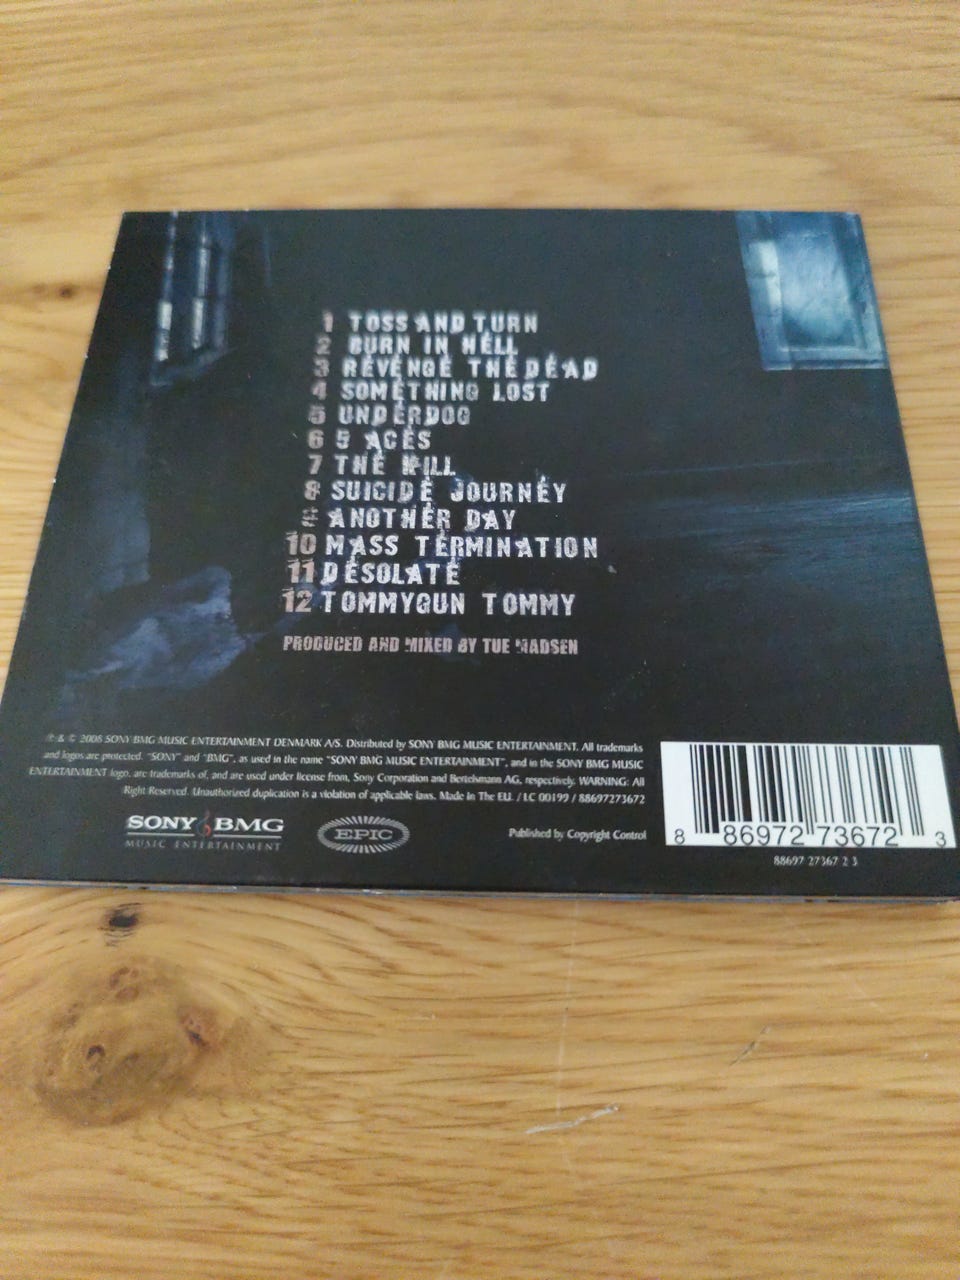 1 TOSS AND TURN
2 BURN IN HELL
3 REVENGE THE DEAD
4 SOMETHING LOST
5 UNDERDOG
6 5 ACES
7 THE KILL
8 SUICIDE JOURNEY
9 ANOTHER DAY
10 MASS TERMINATION
11 DESOLATE
12 TOMMYGUN TOMMY
PRODUCED AND MIXED BY TUE MADSEN
℗ & © 2008 SONY BMG MUSIC ENTERTAINMENT DENMARK A/S. Distributed by SONY BMG MUSIC ENTERTAINMENT. All trademarks
and logos are protected. "SONY" and "BMG", as used in the name "SONY BMG MUSIC ENTERTAINMENT", and in the SONY BMG MUSIC
ENTERTAINMENT logo, are trademarks of, and are used under license from, Sony Corporation and Bertelsmann AG, respectively. WARNING: All
Right Reserved. Unauthorized duplication is a violation of applicable laws. Made in The EU. / LC 00199 / 88697273672
SONY BMG
MUSIC ENTERTAINMENT
EPIC
Published by Copyright Control
8 86972 73672 3
88697 27367 2 3